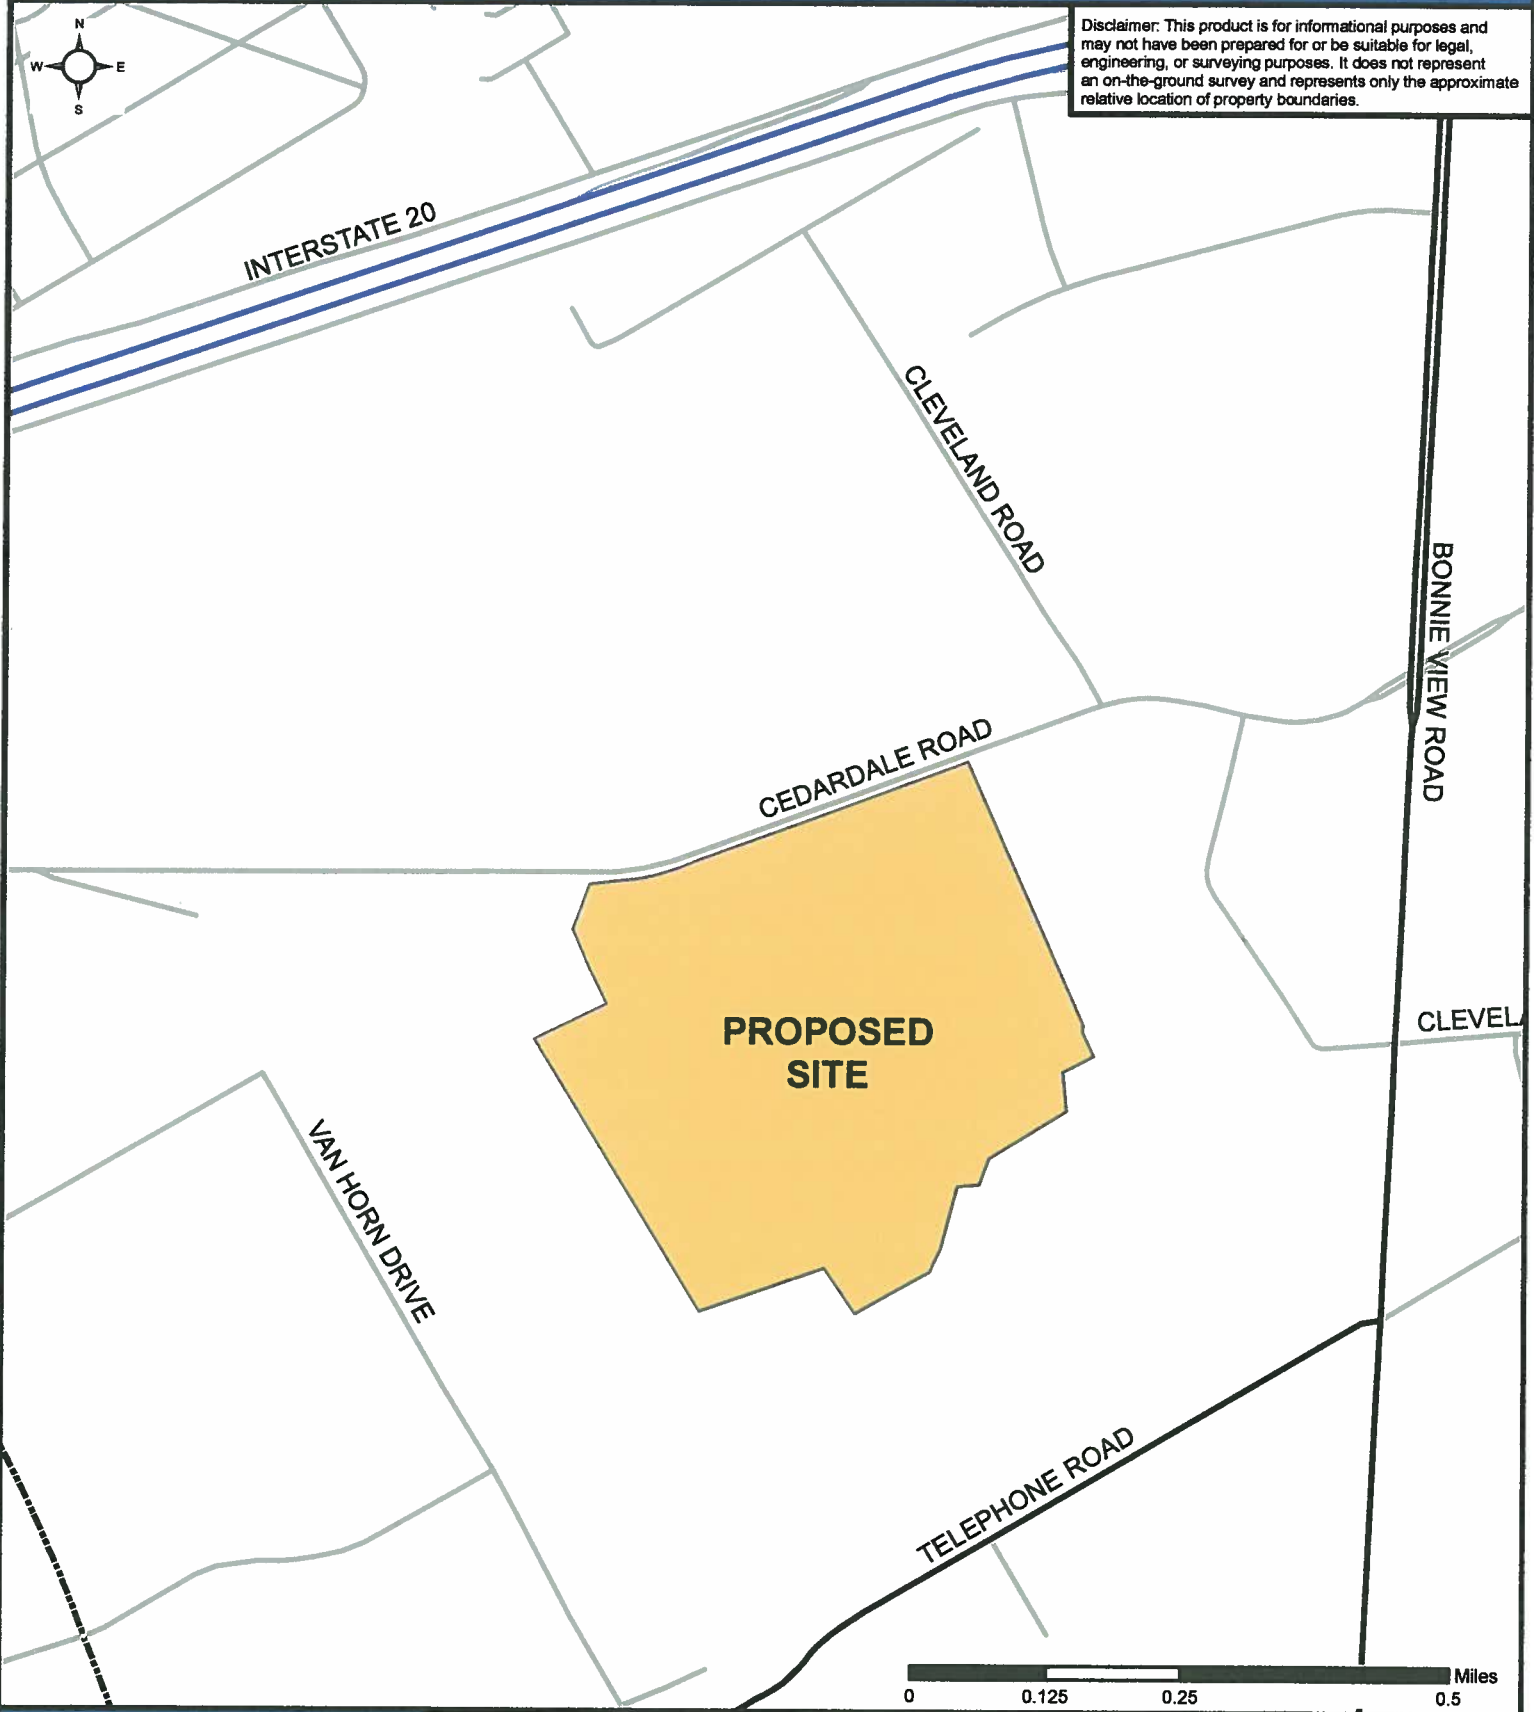 N
W E
S
Disclaimer: This product is for informational purposes and
may not have been prepared for or be suitable for legal,
engineering, or surveying purposes. It does not represent
an on-the-ground survey and represents only the approximate
relative location of property boundaries.
INTERSTATE 20
CLEVELAND ROAD
BONNIE VIEW ROAD
CEDARDALE ROAD
PROPOSED
SITE
CLEVEL
VAN HORN DRIVE
TELEPHONE ROAD
Miles
0 0.125 0.25 0.5